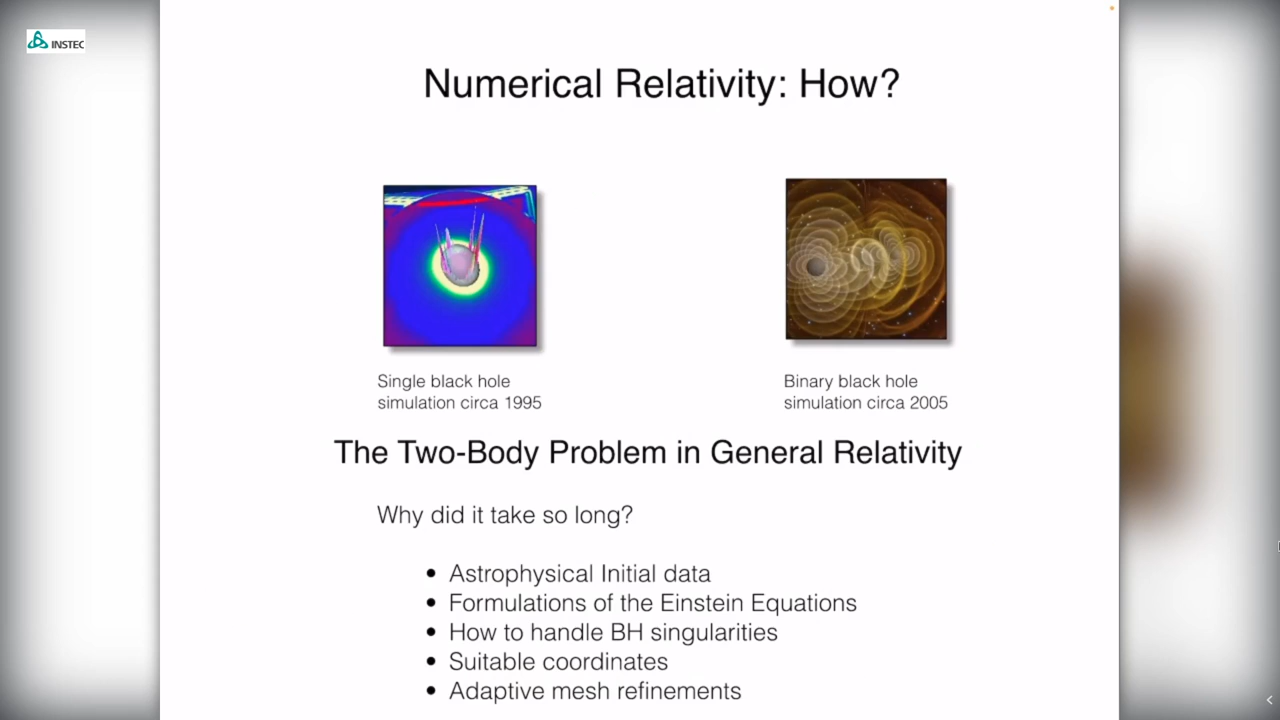 INSTEC
Numerical Relativity: How?
Single black hole
simulation circa 1995
Binary black hole
simulation circa 2005
The Two-Body Problem in General Relativity
Why did it take so long?
• Astrophysical Initial data
• Formulations of the Einstein Equations
• How to handle BH singularities
• Suitable coordinates
• Adaptive mesh refinements